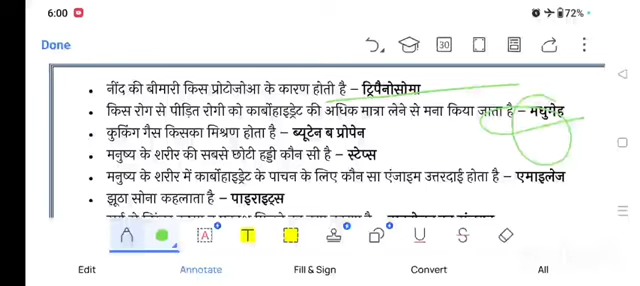 6:00
72%
Done
30
नींद की बीमारी किस प्रोटोजोआ के कारण होती है – ट्रिपैनोसोमा
किस रोग से पीड़ित रोगी को कार्बोहाइड्रेट की अधिक मात्रा लेने से मना किया जाता है – मधुमेह
कुकिंग गैस किसका मिश्रण होता है – ब्यूटेन ब प्रोपेन
मनुष्य के शरीर की सबसे छोटी हड्डी कौन सी है – स्टेप्स
मनुष्य के शरीर में कार्बोहाइड्रेट के पाचन के लिए कौन सा एंजाइम उत्तरदाई होता है – एमाइलेज
झूठा सोना कहलाता है – पाइराइट्स
A T U S
Edit Annotate Fill & Sign Convert All